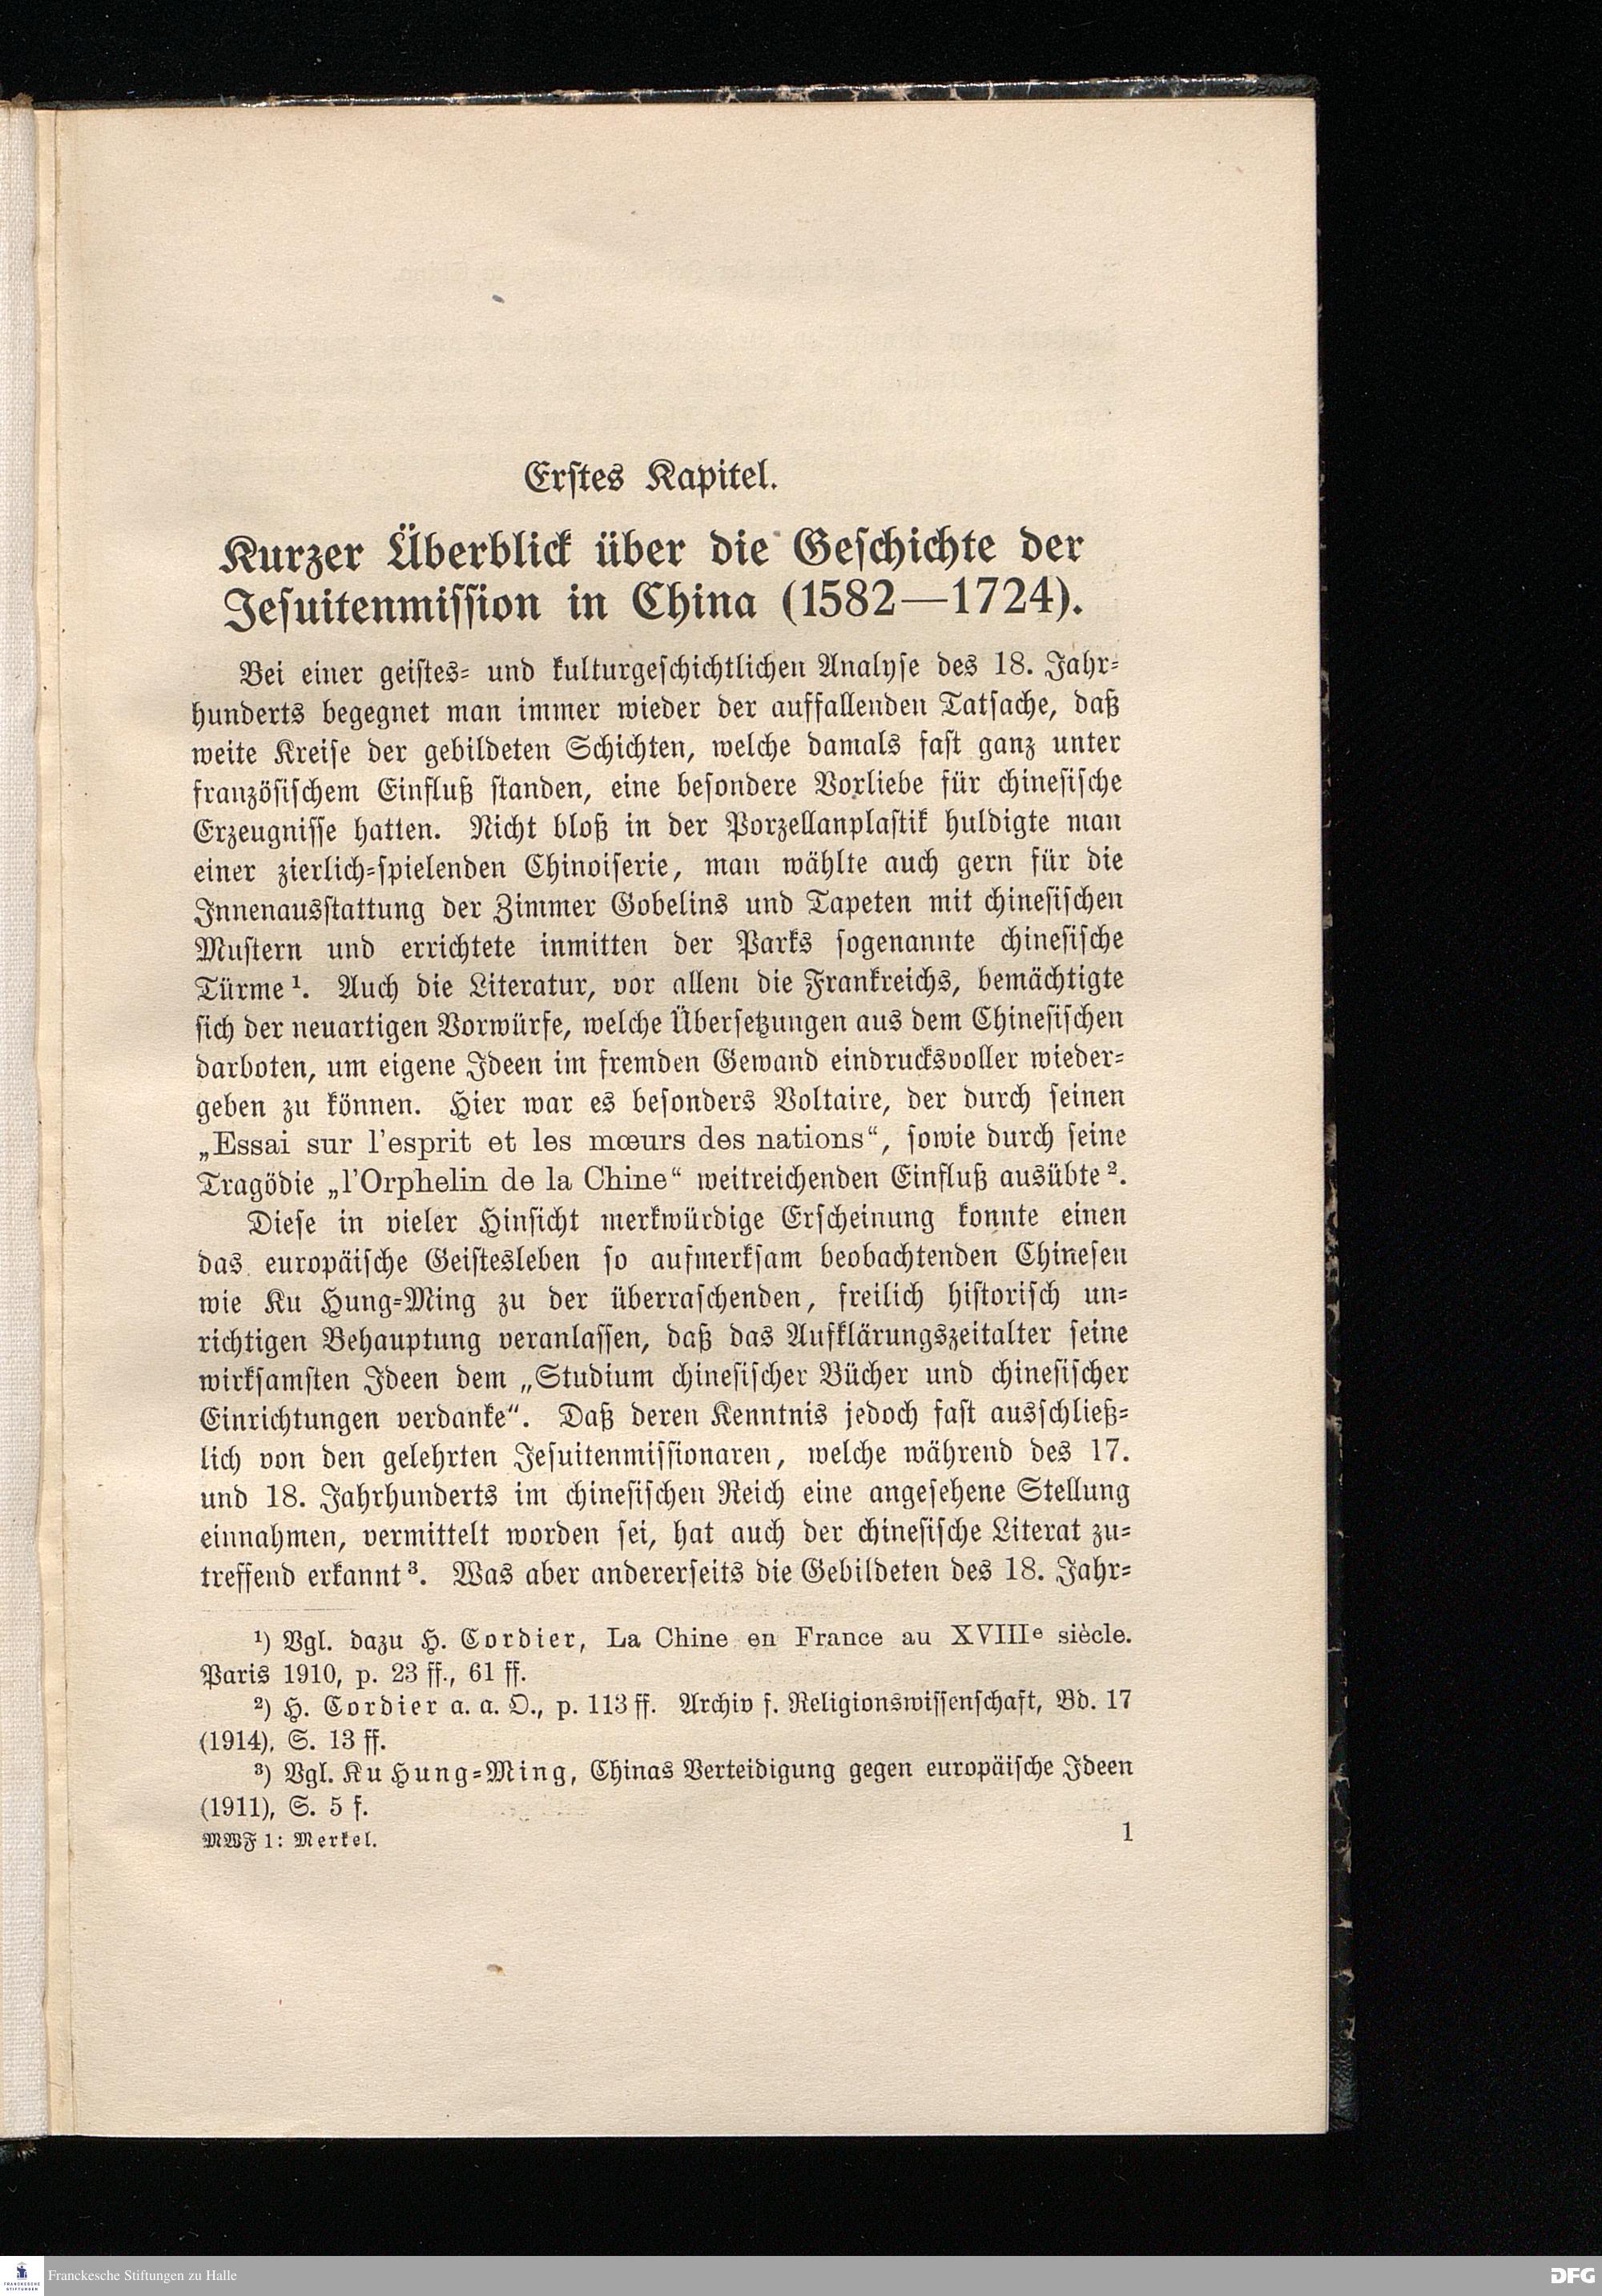 Erstes Kapitel.
Kurzer Überblick über die Geschichte der
Jesuitenmission in China (1582—1724).
Bei einer geistes- und kulturgeschichtlichen Analyse des 18. Jahr-
hunderts begegnet man immer wieder der auffallenden Tatsache, daß
weite Kreise der gebildeten Schichten, welche damals fast ganz unter
französischem Einfluß standen, eine besondere Vorliebe für chinesische
Erzeugnisse hatten. Nicht bloß in der Porzellanplastik huldigte man
einer zierlich-spielenden Chinoiserie, man wählte auch gern für die
Innenausstattung der Zimmer Gobelins und Tapeten mit chinesischen
Mustern und errichtete inmitten der Parks sogenannte chinesische
Türme¹. Auch die Literatur, vor allem die Frankreichs, bemächtigte
sich der neuartigen Vorwürfe, welche Übersetzungen aus dem Chinesischen
darboten, um eigene Ideen im fremden Gewand eindrucksvoller wieder-
geben zu können. Hier war es besonders Voltaire, der durch seinen
„Essai sur l'esprit et les mœurs des nations“, sowie durch seine
Tragödie „l'Orphelin de la Chine“ weitreichenden Einfluß ausübte².
Diese in vieler Hinsicht merkwürdige Erscheinung konnte einen
das europäische Geistesleben so aufmerksam beobachtenden Chinesen
wie Ku Hung-Ming zu der überraschenden, freilich historisch un-
richtigen Behauptung veranlassen, daß das Aufklärungszeitalter seine
wirksamsten Ideen dem „Studium chinesischer Bücher und chinesischer
Einrichtungen verdanke“. Daß deren Kenntnis jedoch fast ausschließ-
lich von den gelehrten Jesuitenmissionaren, welche während des 17.
und 18. Jahrhunderts im chinesischen Reich eine angesehene Stellung
einnahmen, vermittelt worden sei, hat auch der chinesische Literat zu-
treffend erkannt³. Was aber andererseits die Gebildeten des 18. Jahr-
¹) Vgl. dazu H. Cordier, La Chine en France au XVIIIe siècle.
Paris 1910, p. 23 ff., 61 ff.
²) H. Cordier a. a. O., p. 113 ff. Archiv f. Religionswissenschaft, Bd. 17
(1914), S. 13 ff.
³) Vgl. Ku Hung-Ming, Chinas Verteidigung gegen europäische Ideen
(1911), S. 5 f.
MWF 1: Merkel. 1
FRANCKESCHE
STIFTUNGEN
Franckesche Stiftungen zu Halle
DFG